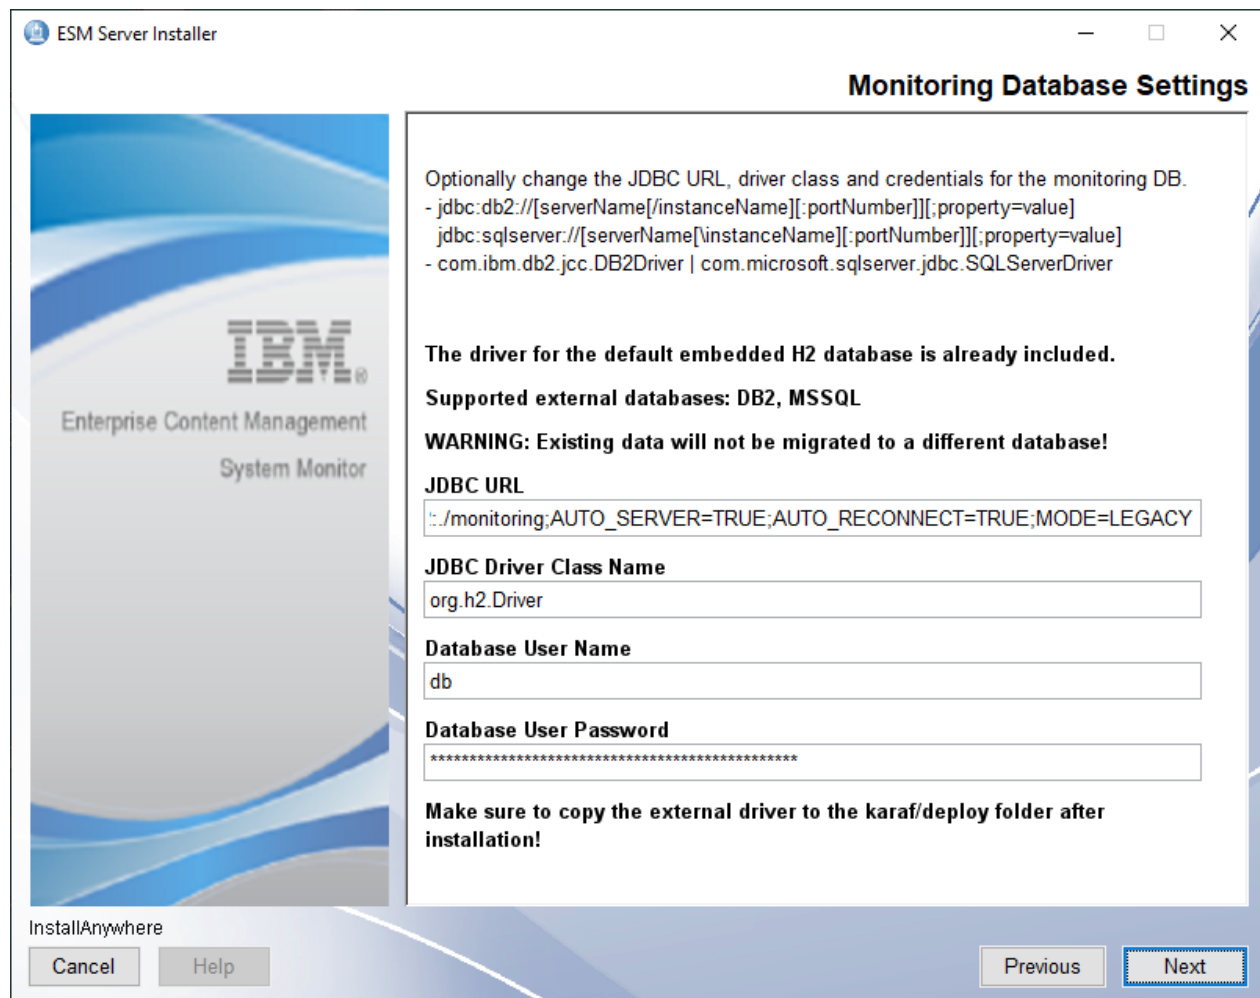 ESM Server Installer
Monitoring Database Settings
IBM®
Enterprise Content Management
System Monitor
Optionally change the JDBC URL, driver class and credentials for the monitoring DB.
- jdbc:db2://[serverName[/instanceName][:portNumber]][;property=value]
jdbc:sqlserver://[serverName[\instanceName][:portNumber]][;property=value]
- com.ibm.db2.jcc.DB2Driver | com.microsoft.sqlserver.jdbc.SQLServerDriver
The driver for the default embedded H2 database is already included.
Supported external databases: DB2, MSSQL
WARNING: Existing data will not be migrated to a different database!
JDBC URL
:./monitoring;AUTO_SERVER=TRUE;AUTO_RECONNECT=TRUE;MODE=LEGACY
JDBC Driver Class Name
org.h2.Driver
Database User Name
db
Database User Password
***********************************************
Make sure to copy the external driver to the karaf/deploy folder after
installation!
InstallAnywhere
Cancel
Help
Previous
Next